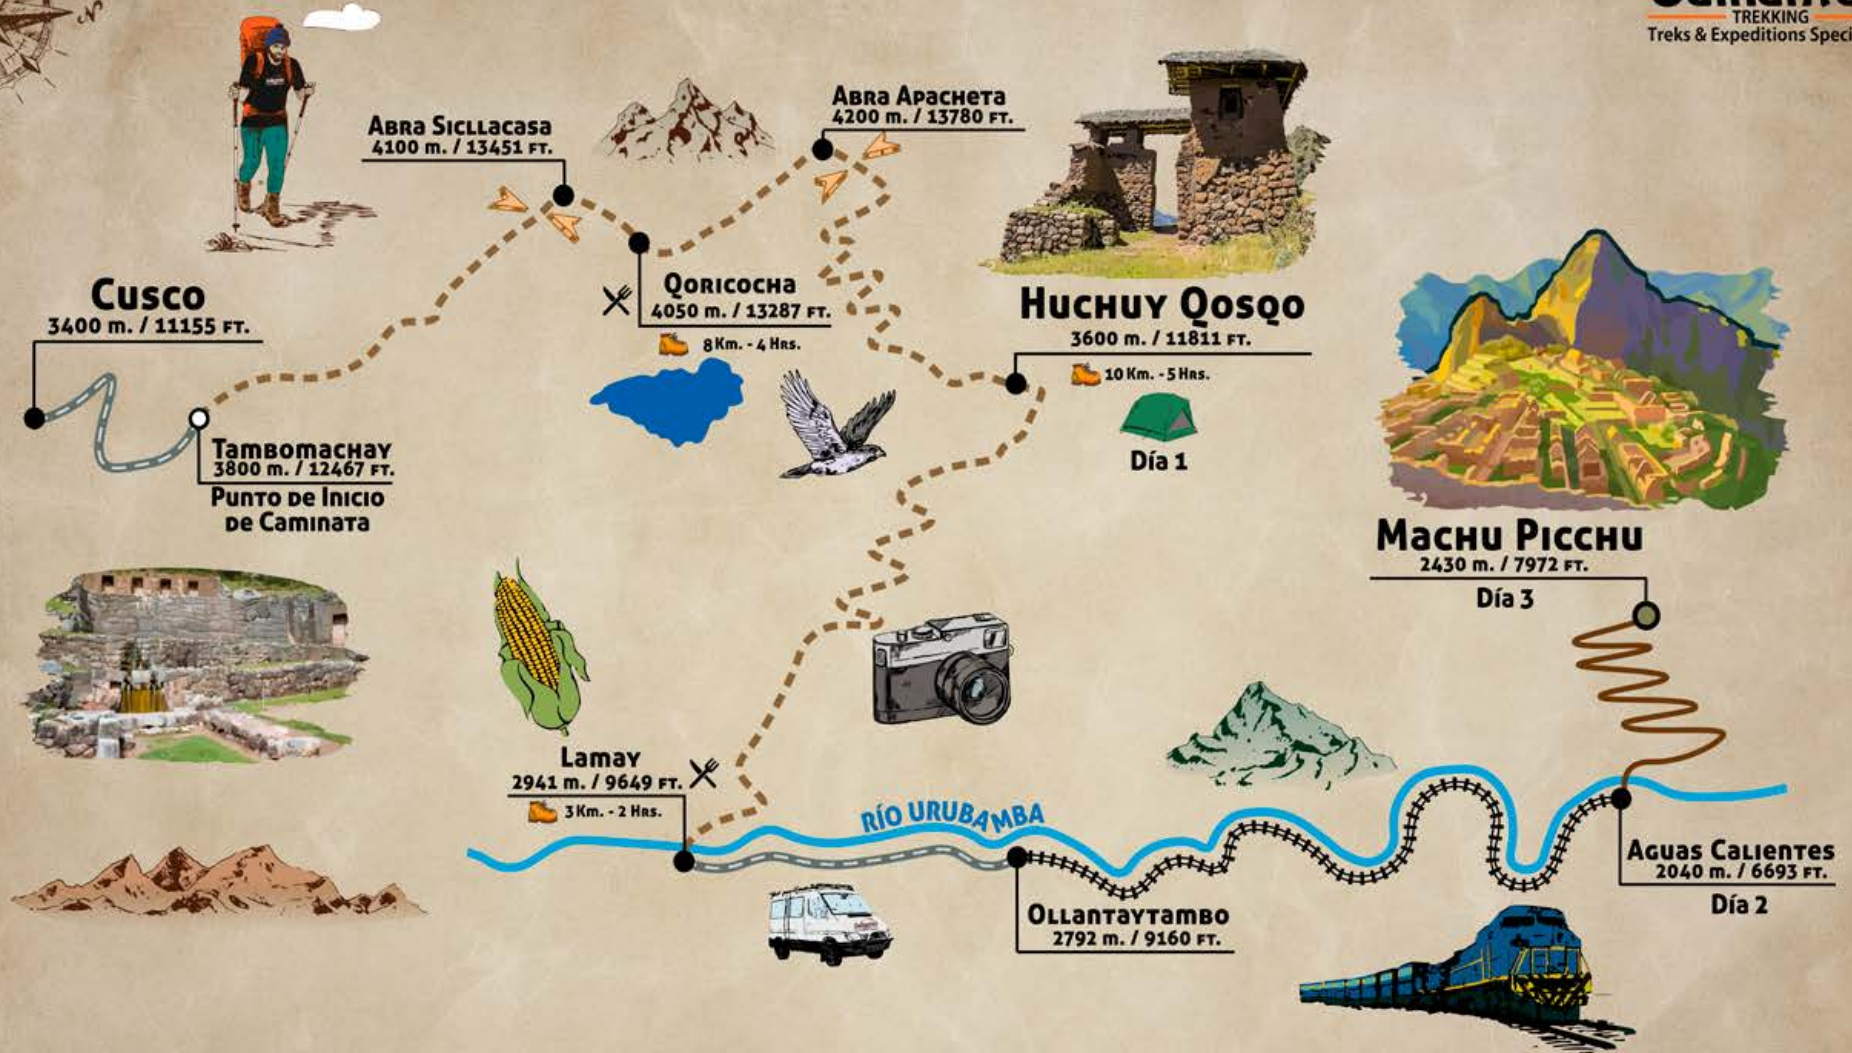 N
TREKKING
Treks & Expeditions Speci
Abra Sicllacasa
4100 m. / 13451 ft.
Abra Apacheta
4200 m. / 13780 ft.
Cusco
3400 m. / 11155 ft.
Qoricocha
4050 m. / 13287 ft.
8 Km. - 4 Hrs.
Huchuy Qosqo
3600 m. / 11811 ft.
10 Km. - 5 Hrs.
Día 1
Tambomachay
3800 m. / 12467 ft.
Punto de Inicio
de Caminata
Machu Picchu
2430 m. / 7972 ft.
Día 3
Lamay
2941 m. / 9649 ft.
3 Km. - 2 Hrs.
RÍO URUBAMBA
Aguas Calientes
2040 m. / 6693 ft.
Día 2
Ollantaytambo
2792 m. / 9160 ft.